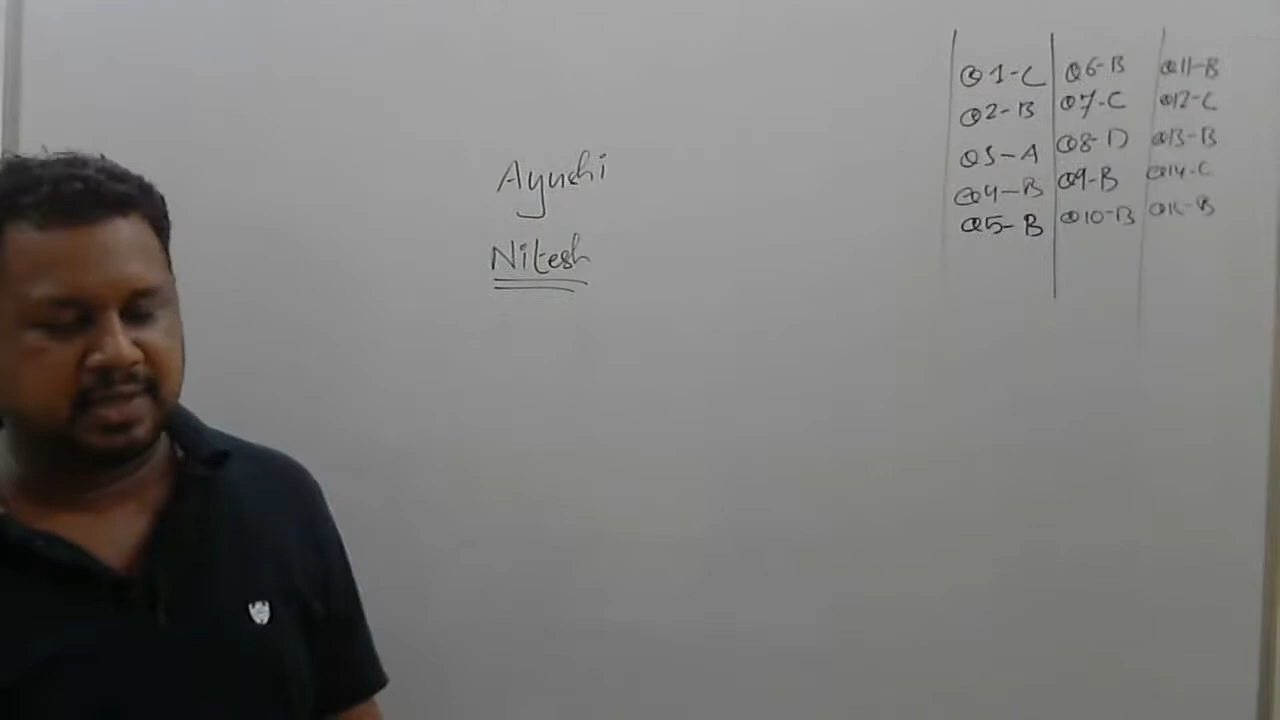 Ayushi
Nitesh
Q1-C
Q2-B
Q3-A
Q4-B
Q5-B
Q6-B
Q7-C
Q8-D
Q9-B
Q10-B
Q11-B
Q12-C
Q13-B
Q14-C
Q15-B